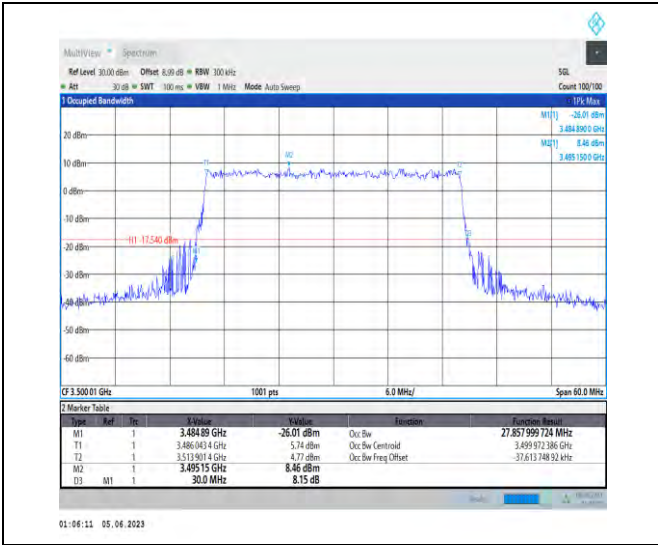 MultiView Spectrum
Ref Level 30.00 dBm Offset 8.99 dB RBW 300 kHz SGL
Att 30 dB SWT 100 ms VBW 1 MHz Mode Auto Sweep Count 100/100
1 Occupied Bandwidth 1Pk Max
M1[1] -26.01 dBm
3.484 890 0 GHz
M2[1] 8.46 dBm
3.495 150 0 GHz
20 dBm
M2
T1
10 dBm
0 dBm
-10 dBm
H1 -17.540 dBm
-20 dBm
-30 dBm
-40 dBm
-50 dBm
-60 dBm
CF 3.500 01 GHz 1001 pts 6.0 MHz/ Span 60.0 MHz
2 Marker Table
Type Ref Trc X-Value Y-Value Function Function Result
M1 1 3.484 89 GHz -26.01 dBm Occ Bw 27.857 999 724 MHz
T1 1 3.486 043 4 GHz 5.74 dBm Occ Bw Centroid 3.499 972 386 GHz
T2 1 3.513 901 4 GHz 4.77 dBm Occ Bw Freq Offset -37.613 748 92 kHz
M2 1 3.495 15 GHz 8.46 dBm
D3 M1 1 30.0 MHz 8.15 dB
01:06:11 05.06.2023